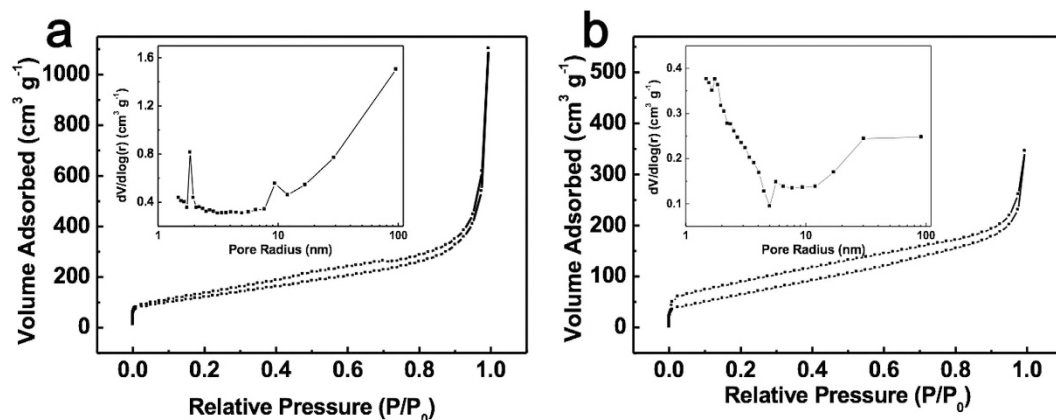 a
Volume Adsorbed (cm³ g⁻¹)
1000
800
600
400
200
0
0.0 0.2 0.4 0.6 0.8 1.0
Relative Pressure (P/P₀)
dV/dlog(r) (cm³ g⁻¹)
1.6
1.2
0.8
0.4
1 10 100
Pore Radius (nm)
b
Volume Adsorbed (cm³ g⁻¹)
500
400
300
200
100
0
0.0 0.2 0.4 0.6 0.8 1.0
Relative Pressure (P/P₀)
dV/dlog(r) (cm³ g⁻¹)
0.4
0.3
0.2
0.1
1 10 100
Pore Radius (nm)